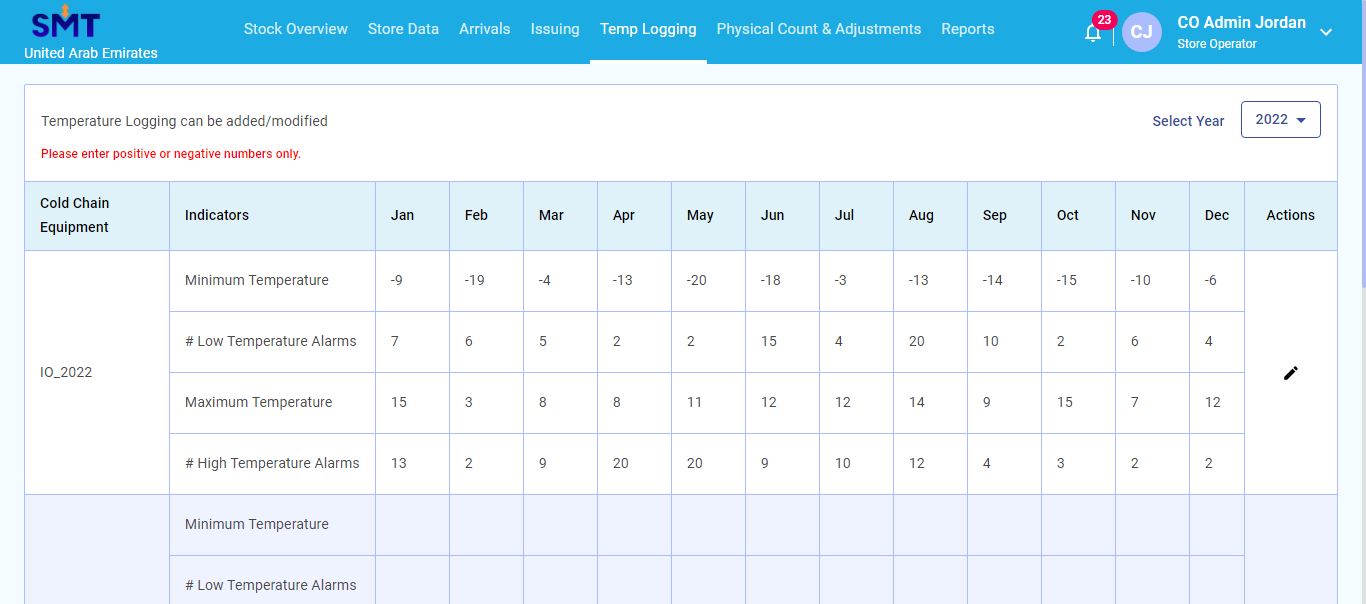 SMT
United Arab Emirates
Stock Overview Store Data Arrivals Issuing Temp Logging Physical Count & Adjustments Reports
23
CJ
CO Admin Jordan
Store Operator
Temperature Logging can be added/modified
Select Year 2022
Please enter positive or negative numbers only.
Cold Chain
Equipment
Indicators Jan Feb Mar Apr May Jun Jul Aug Sep Oct Nov Dec Actions
Minimum Temperature -9 -19 -4 -13 -20 -18 -3 -13 -14 -15 -10 -6
# Low Temperature Alarms 7 6 5 2 2 15 4 20 10 2 6 4
IO_2022
Maximum Temperature 15 3 8 8 11 12 12 14 9 15 7 12
# High Temperature Alarms 13 2 9 20 20 9 10 12 4 3 2 2
Minimum Temperature
# Low Temperature Alarms